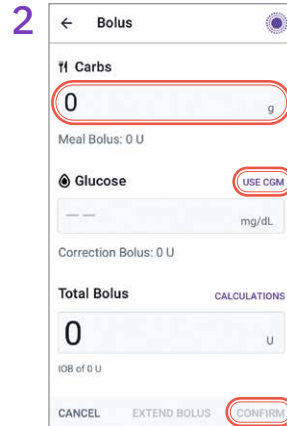 2
← Bolus
Carbs
0 g
Meal Bolus: 0 U
Glucose USE CGM
-- mg/dL
Correction Bolus: 0 U
Total Bolus CALCULATIONS
0 U
IOB of 0 U
CANCEL EXTEND BOLUS CONFIRM